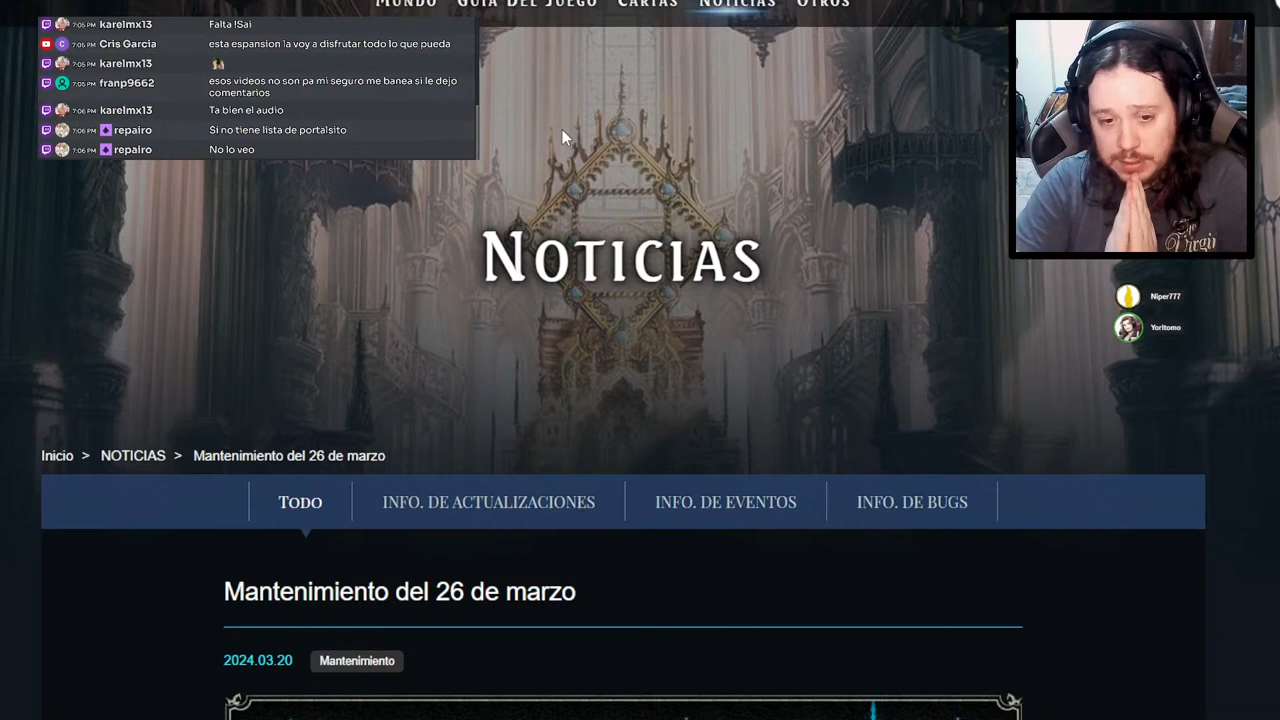 Mundo Guía Del Juego Cartas Noticias Otros
7:05 PM karelmx13 Falta !Sai
7:05 PM Cris Garcia esta espansion la voy a disfrutar todo lo que pueda
7:05 PM karelmx13
7:05 PM franp9662 esos videos no son pa mi seguro me banea si le dejo
comentarios
7:06 PM karelmx13 Ta bien el audio
7:06 PM repairo Si no tiene lista de portalsito
7:06 PM repairo No lo veo
Virgin
Niper777
Yoritomo
Noticias
Inicio > NOTICIAS > Mantenimiento del 26 de marzo
Todo INFO. DE ACTUALIZACIONES INFO. DE EVENTOS INFO. DE BUGS
Mantenimiento del 26 de marzo
2024.03.20 Mantenimiento